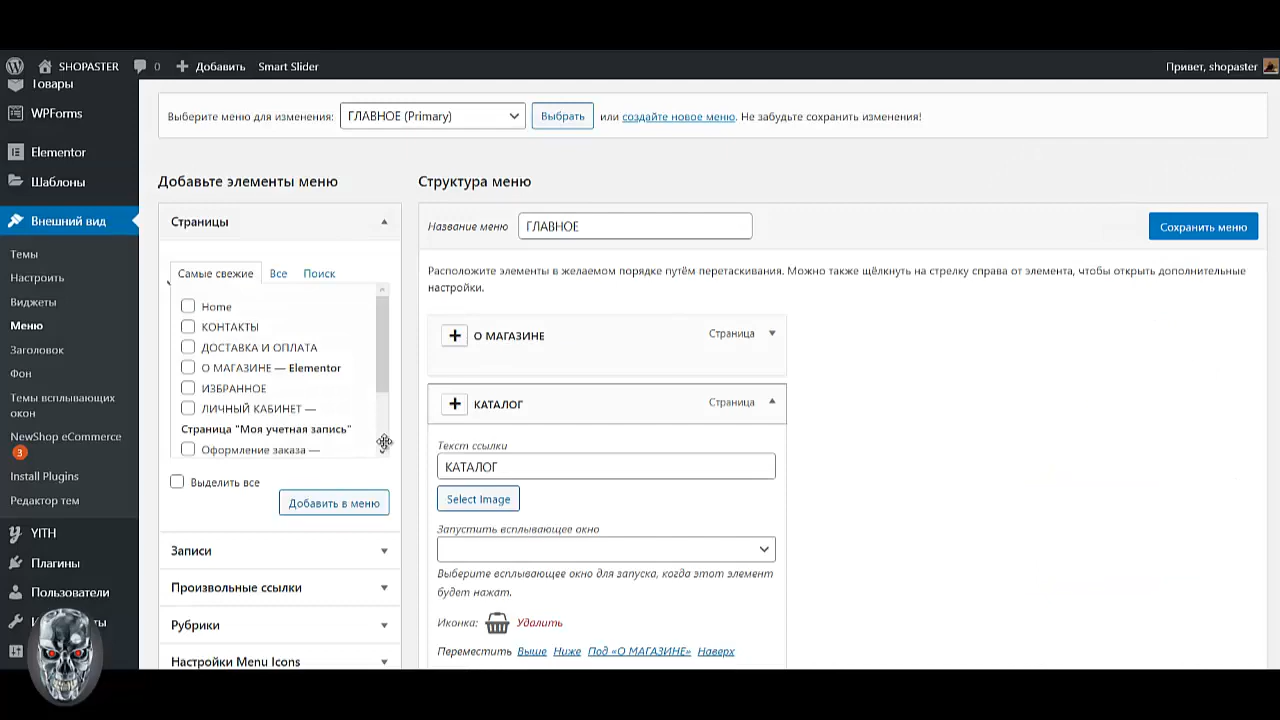 SHOPASTER 0 Добавить Smart Slider Привет, shopaster
Товары
WPForms
Elementor
Шаблоны
Внешний вид
Темы
Настроить
Виджеты
Меню
Заголовок
Фон
Темы всплывающих
окон
NewShop eCommerce
3
Install Plugins
Редактор тем
YITH
Плагины
Пользователи
Выберите меню для изменения: ГЛАВНОЕ (Primary) Выбрать или создайте новое меню. Не забудьте сохранить изменения!
Добавьте элементы меню
Страницы
Самые свежие Все Поиск
Home
КОНТАКТЫ
ДОСТАВКА И ОПЛАТА
О МАГАЗИНЕ — Elementor
ИЗБРАННОЕ
ЛИЧНЫЙ КАБИНЕТ —
Страница "Моя учетная запись"
Оформление заказа —
Выделить все
Добавить в меню
Записи
Произвольные ссылки
Рубрики
Настройки Menu Icons
Структура меню
Название меню ГЛАВНОЕ Сохранить меню
Расположите элементы в желаемом порядке путём перетаскивания. Можно также щёлкнуть на стрелку справа от элемента, чтобы открыть дополнительные
настройки.
О МАГАЗИНЕ Страница
КАТАЛОГ Страница
Текст ссылки
КАТАЛОГ
Select Image
Запустить всплывающее окно
Выберите всплывающее окно для запуска, когда этот элемент
будет нажат.
Иконка: Удалить
Переместить Выше Ниже Под «О МАГАЗИНЕ» Наверх